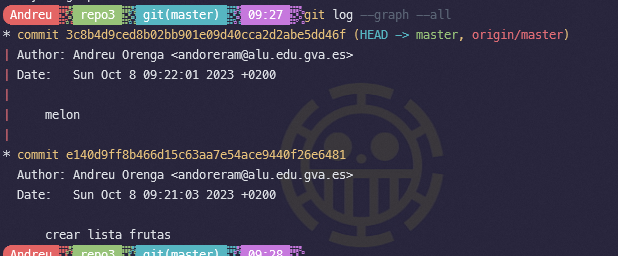 Andreu repo3 git(master) 09:27 git log --graph --all
* commit 3c8b4d9ced8b02bb901e09d40cca2d2abe5dd46f (HEAD -> master, origin/master)
| Author: Andreu Orenga <andoreram@alu.edu.gva.es>
| Date:   Sun Oct 8 09:22:01 2023 +0200
|
|     melon
|
* commit e140d9ff8b466d15c63aa7e54ace9440f26e6481
  Author: Andreu Orenga <andoreram@alu.edu.gva.es>
  Date:   Sun Oct 8 09:21:03 2023 +0200
      crear lista frutas
Andreu repo3 git(master) 09:28